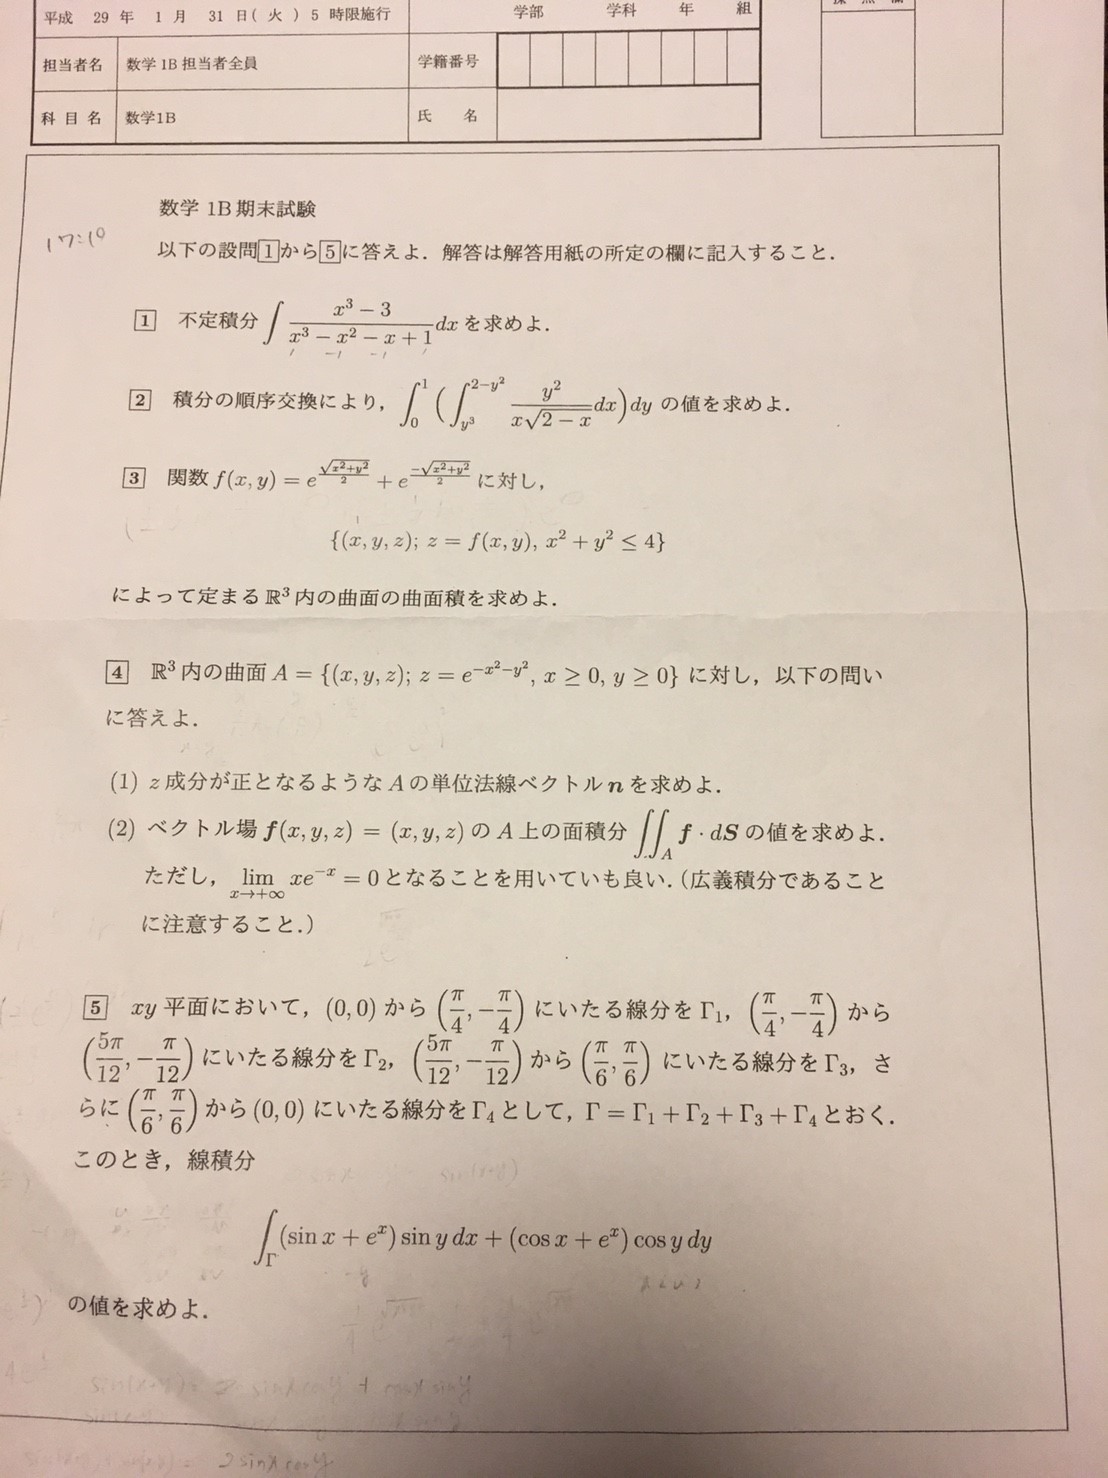 平成 29 年 1 月 31 日( 火 ) 5 時限施行 学部 学科 年 組
担当者名 数学 1B 担当者全員 学籍番号
科目名 数学1B 氏 名
数学 1B 期末試験
17:10
以下の設問1から5に答えよ. 解答は解答用紙の所定の欄に記入すること.
1 不定積分 ∫ (x³ − 3)/(x³ − x² − x + 1) dx を求めよ.
1 −1 −1 1
2 積分の順序交換により, ∫₀¹ ( ∫_{y³}^{2−y²} y²/(x√(2−x)) dx ) dy の値を求めよ.
3 関数 f(x, y) = e^{√(x²+y²)/2} + e^{−√(x²+y²)/2} に対し,
{(x, y, z); z = f(x, y), x² + y² ≤ 4}
によって定まる ℝ³ 内の曲面の曲面積を求めよ.
4 ℝ³ 内の曲面 A = {(x, y, z); z = e^{−x²−y²}, x ≥ 0, y ≥ 0} に対し, 以下の問い
に答えよ.
(1) z 成分が正となるような A の単位法線ベクトル n を求めよ.
(2) ベクトル場 f(x, y, z) = (x, y, z) の A 上の面積分 ∬_A f · dS の値を求めよ.
ただし, lim_{x→+∞} xe^{−x} = 0 となることを用いていも良い. (広義積分であること
に注意すること.)
5 xy 平面において, (0, 0) から (π/4, −π/4) にいたる線分を Γ₁, (π/4, −π/4) から
(5π/12, −π/12) にいたる線分を Γ₂, (5π/12, −π/12) から (π/6, π/6) にいたる線分を Γ₃, さ
らに (π/6, π/6) から (0, 0) にいたる線分を Γ₄ として, Γ = Γ₁ + Γ₂ + Γ₃ + Γ₄ とおく.
このとき, 線積分
∫_Γ (sin x + eˣ) sin y dx + (cos x + eˣ) cos y dy
の値を求めよ.